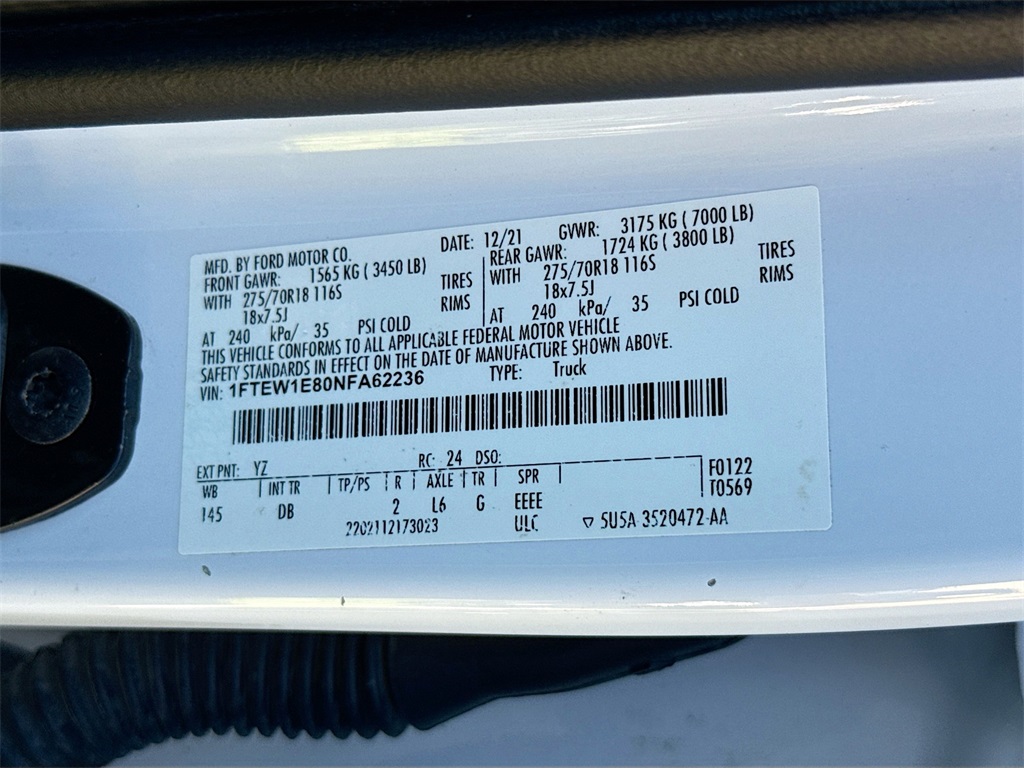 MFD. BY FORD MOTOR CO. DATE: 12/21 GVWR: 3175 KG ( 7000 LB)
FRONT GAWR: 1565 KG ( 3450 LB) REAR GAWR: 1724 KG ( 3800 LB)
WITH 275/70R18 116S TIRES WITH 275/70R18 116S TIRES
18x7.5J RIMS 18x7.5J RIMS
AT 240 kPa/ 35 PSI COLD AT 240 kPa/ 35 PSI COLD
THIS VEHICLE CONFORMS TO ALL APPLICABLE FEDERAL MOTOR VEHICLE
SAFETY STANDARDS IN EFFECT ON THE DATE OF MANUFACTURE SHOWN ABOVE.
VIN: 1FTEW1E80NFA62236 TYPE: Truck
EXT PNT: YZ RC: 24 DSO: F0122
WB INT TR TP/PS R AXLE TR SPR T0569
145 DB 2 L6 G EEEE
2202112173023 ULC ▽ 5U5A 3520472-AA